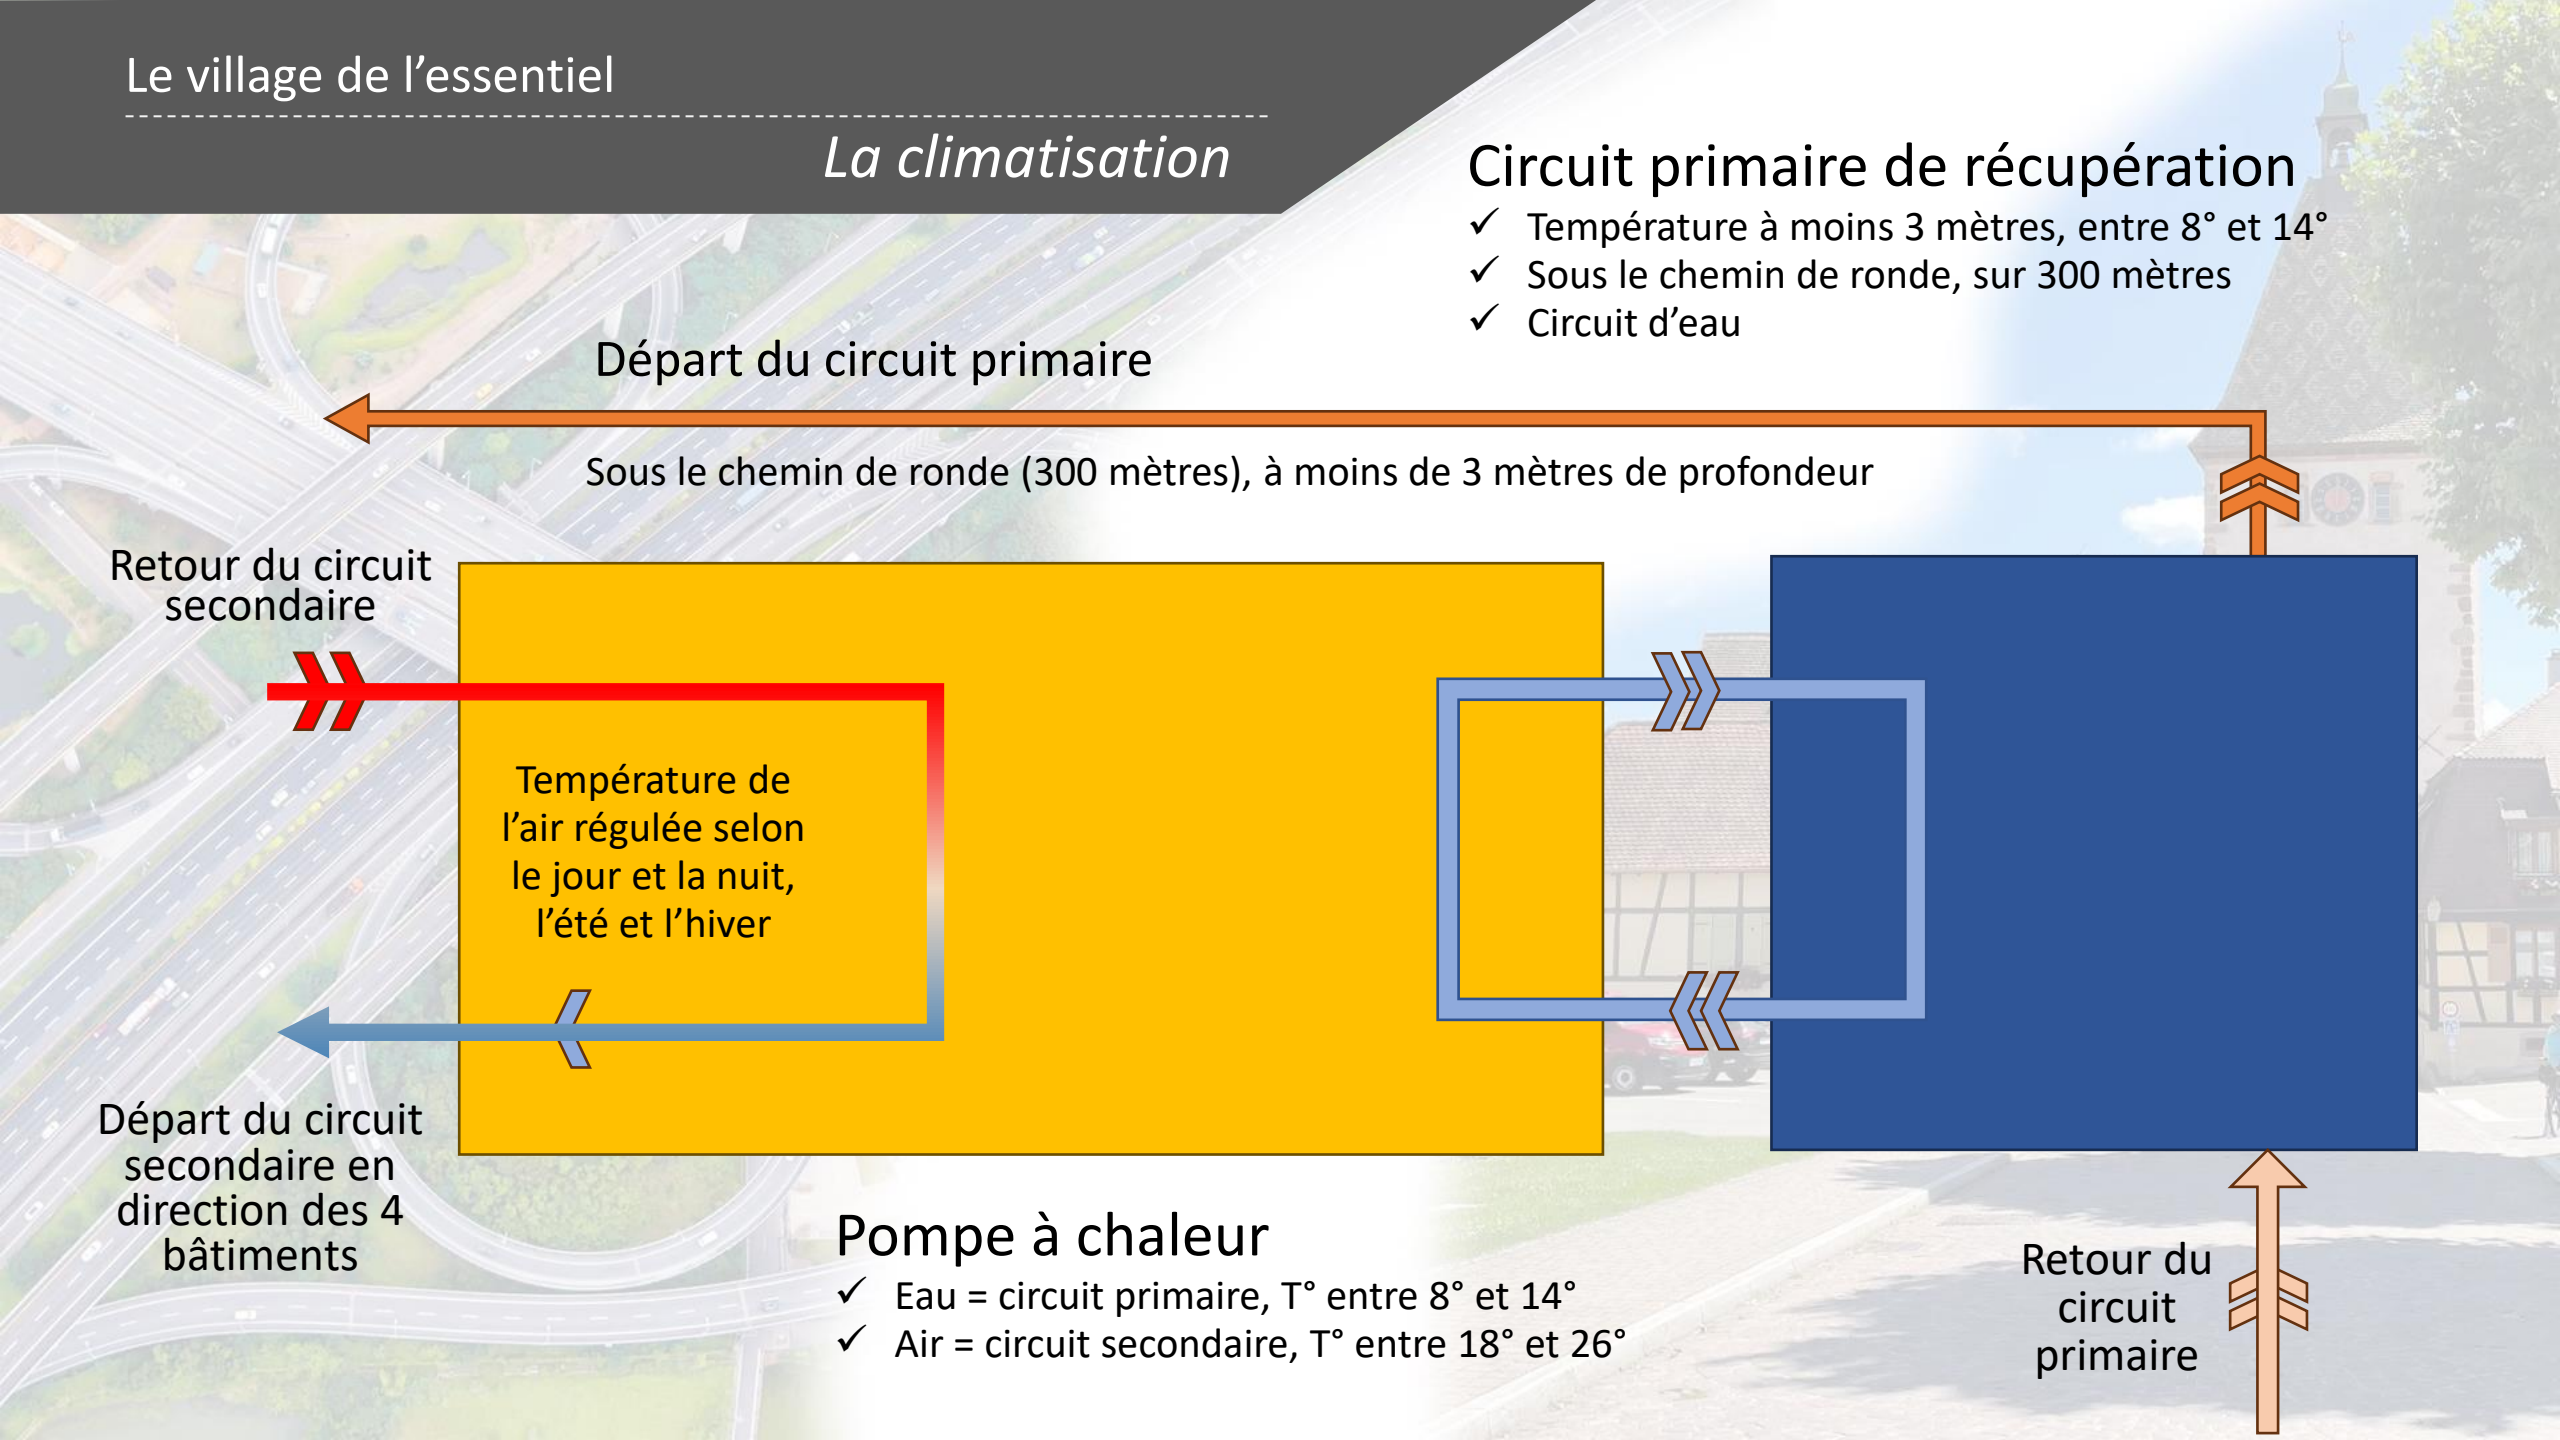 Le village de l’essentiel
La climatisation
Circuit primaire de récupération
✓ Température à moins 3 mètres, entre 8° et 14°
✓ Sous le chemin de ronde, sur 300 mètres
✓ Circuit d’eau
Départ du circuit primaire
Sous le chemin de ronde (300 mètres), à moins de 3 mètres de profondeur
Retour du circuit
secondaire
Température de
l’air régulée selon
le jour et la nuit,
l’été et l’hiver
Départ du circuit
secondaire en
direction des 4
bâtiments
Pompe à chaleur
✓ Eau = circuit primaire, T° entre 8° et 14°
✓ Air = circuit secondaire, T° entre 18° et 26°
Retour du
circuit
primaire